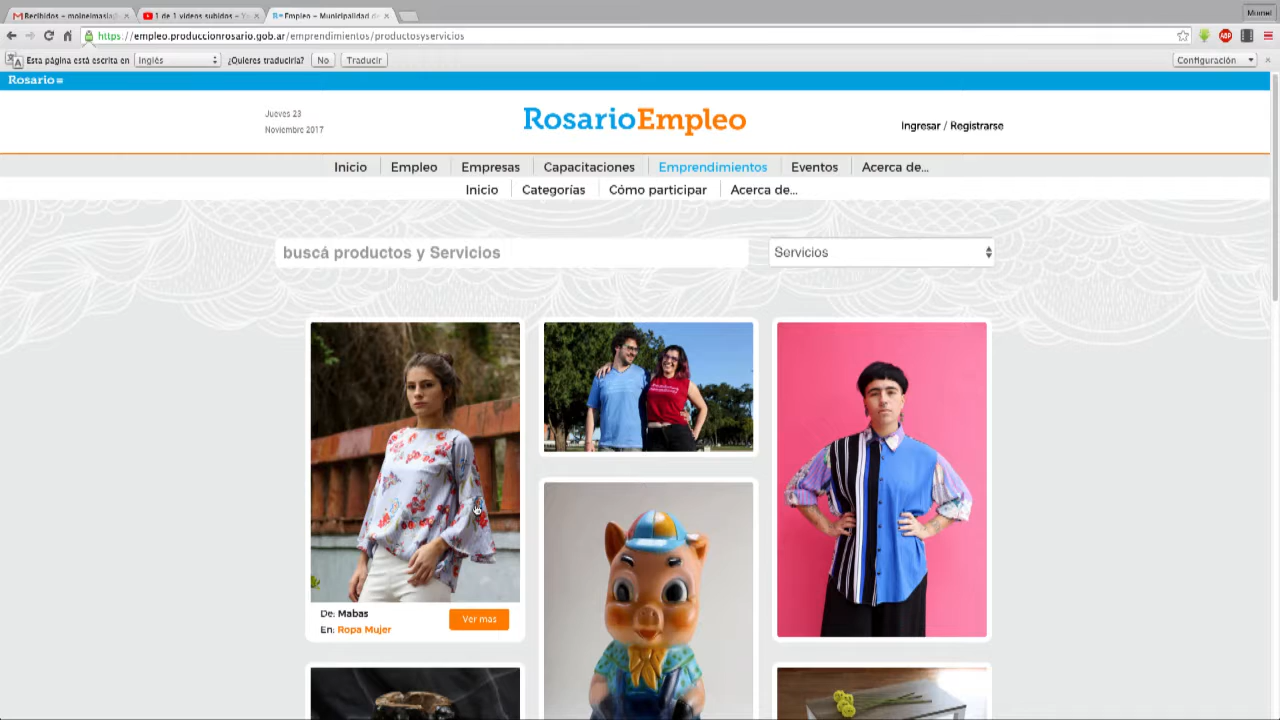 Recibidos – moineimasia@
1 de 1 videos subidos – Y
Empleo – Municipalidad de
Muinel
https://empleo.produccionrosario.gob.ar/emprendimientos/productosyservicios
ABP
Esta página está escrita en Inglés ¿Quieres traducirla? No Traducir Configuración
Rosario
Jueves 23
Noviembre 2017
RosarioEmpleo
Ingresar / Registrarse
Inicio Empleo Empresas Capacitaciones Emprendimientos Eventos Acerca de...
Inicio Categorías Cómo participar Acerca de...
buscá productos y Servicios
Servicios
De: Mabas
En: Ropa Mujer
Ver mas